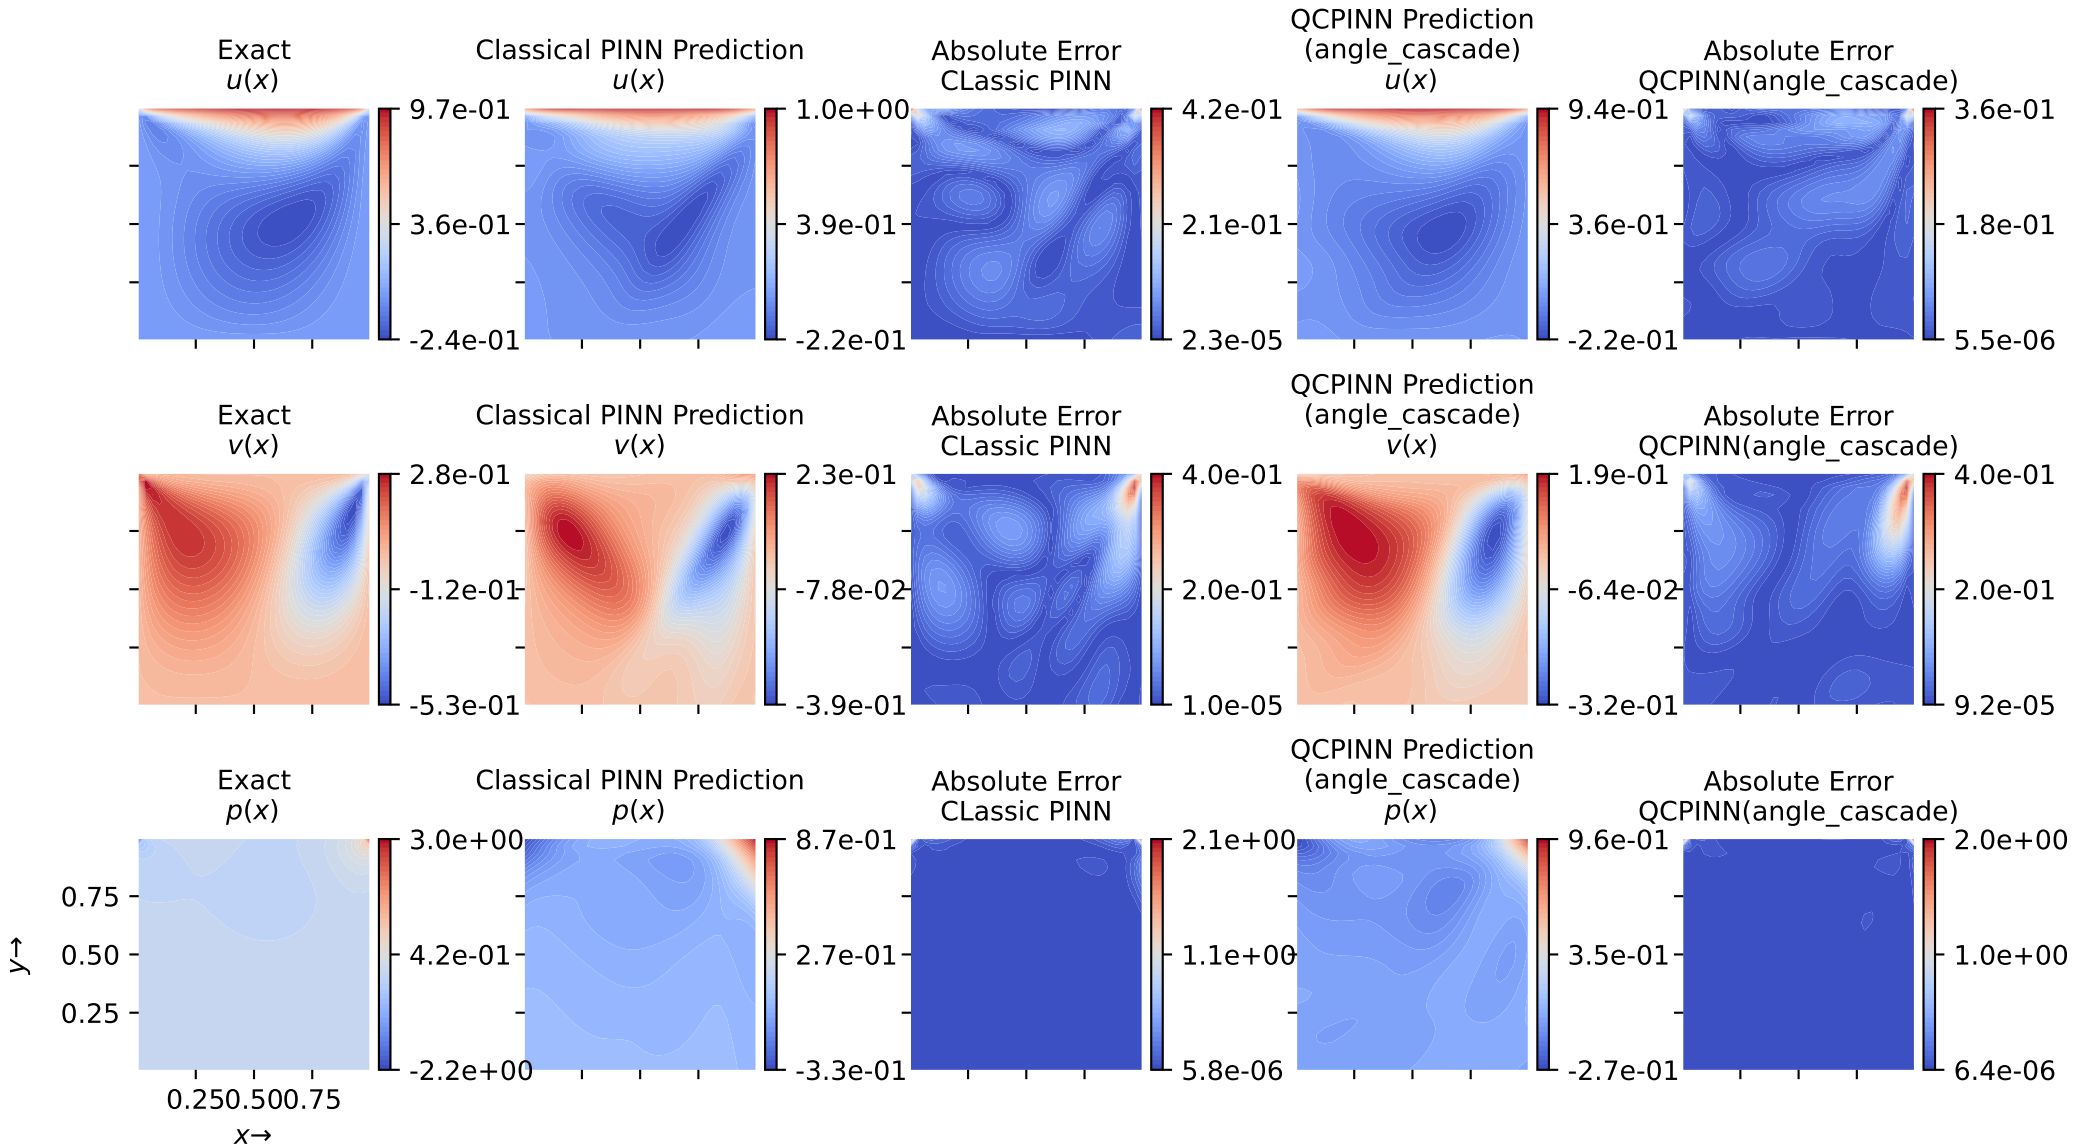 Exact
u(x)
Classical PINN Prediction
u(x)
Absolute Error
CLassic PINN
QCPINN Prediction
(angle_cascade)
u(x)
Absolute Error
QCPINN(angle_cascade)
9.7e-01
3.6e-01
-2.4e-01
1.0e+00
3.9e-01
-2.2e-01
4.2e-01
2.1e-01
2.3e-05
9.4e-01
3.6e-01
-2.2e-01
3.6e-01
1.8e-01
5.5e-06
Exact
v(x)
Classical PINN Prediction
v(x)
Absolute Error
CLassic PINN
QCPINN Prediction
(angle_cascade)
v(x)
Absolute Error
QCPINN(angle_cascade)
2.8e-01
-1.2e-01
-5.3e-01
2.3e-01
-7.8e-02
-3.9e-01
4.0e-01
2.0e-01
1.0e-05
1.9e-01
-6.4e-02
-3.2e-01
4.0e-01
2.0e-01
9.2e-05
Exact
p(x)
Classical PINN Prediction
p(x)
Absolute Error
CLassic PINN
QCPINN Prediction
(angle_cascade)
p(x)
Absolute Error
QCPINN(angle_cascade)
y→
0.75
0.50
0.25
0.25 0.50 0.75
x→
3.0e+00
4.2e-01
-2.2e+00
8.7e-01
2.7e-01
-3.3e-01
2.1e+00
1.1e+00
5.8e-06
9.6e-01
3.5e-01
-2.7e-01
2.0e+00
1.0e+00
6.4e-06